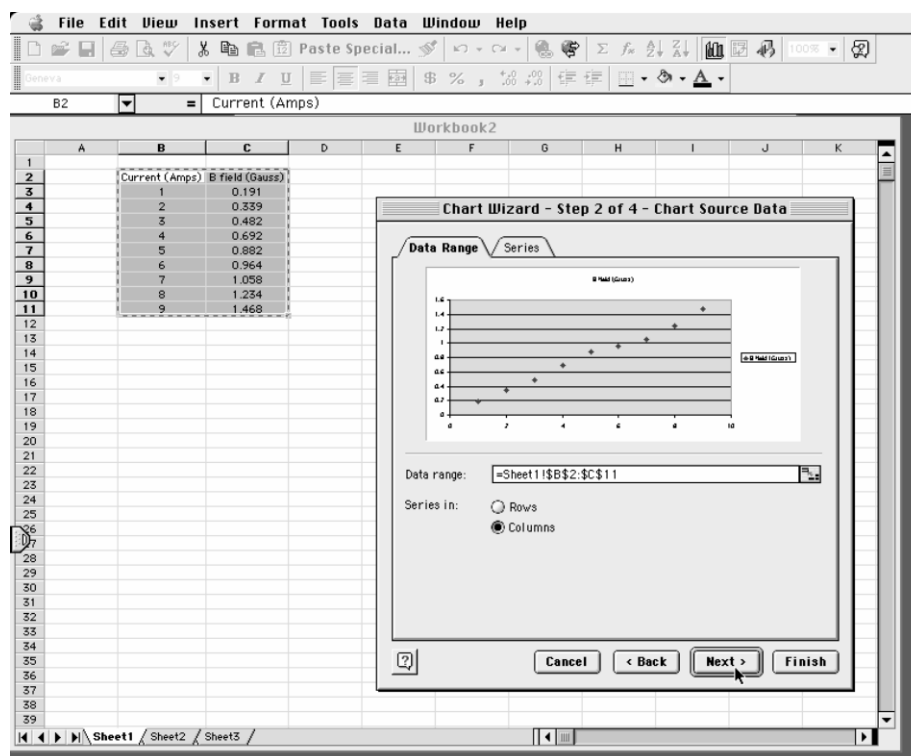 File Edit View Insert Format Tools Data Window Help
Paste Special... 100%
Geneva 9 B I U $ % ,
B2 = Current (Amps)
Workbook2
A B C D E F G H I J K
1
2 Current (Amps) B field (Gauss)
3 1 0.191
4 2 0.339
5 3 0.482
6 4 0.692
7 5 0.882
8 6 0.964
9 7 1.058
10 8 1.234
11 9 1.468
12
13
14
15
16
17
18
19
20
21
22
23
24
25
26
27
28
29
30
31
32
33
34
35
36
37
38
39
Chart Wizard - Step 2 of 4 - Chart Source Data
Data Range Series
B field (Gauss)
1.6
1.4
1.2
1
0.8
B field (Gauss)
0.6
0.4
0.2
0
0 2 4 6 8 10
Data range: =Sheet1!$B$2:$C$11
Series in: Rows
Columns
Cancel < Back Next > Finish
Sheet1 Sheet2 Sheet3